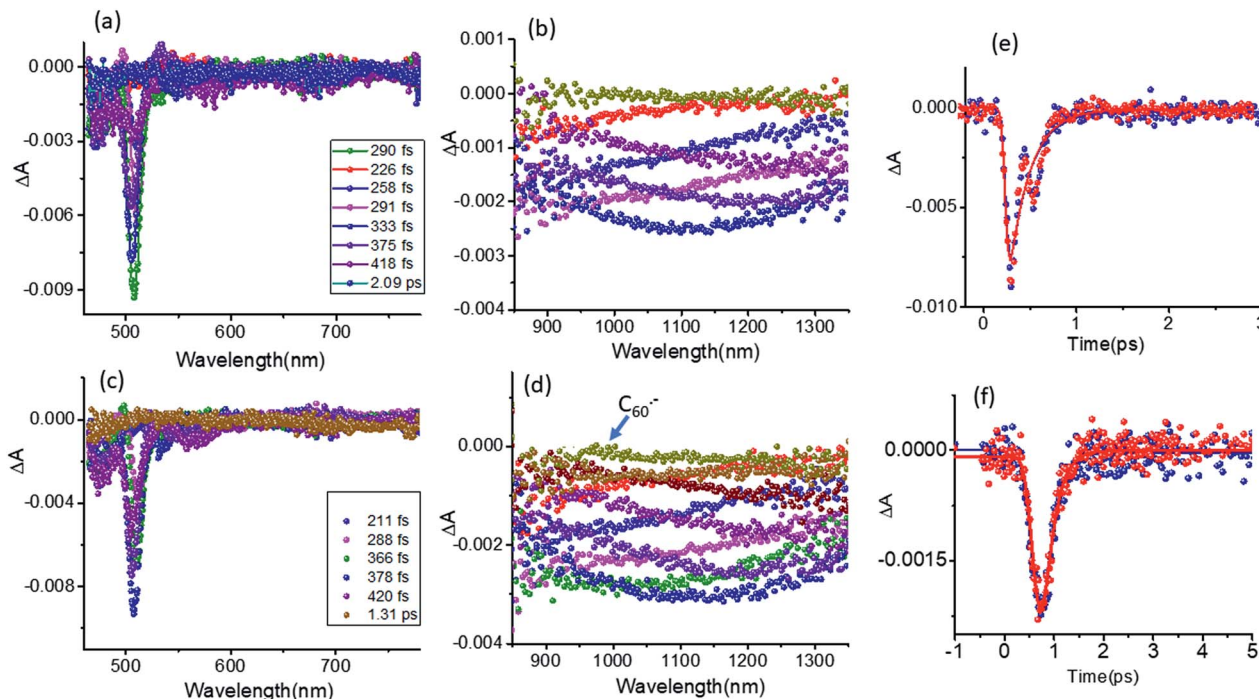 (a)
0.000
-0.003
-0.006
-0.009
ΔA
290 fs
226 fs
258 fs
291 fs
333 fs
375 fs
418 fs
2.09 ps
500 600 700
Wavelength(nm)
(b)
0.001
0.000
-0.001
-0.002
-0.003
-0.004
ΔA
900 1000 1100 1200 1300
Wavelength(nm)
(e)
0.000
-0.005
-0.010
ΔA
0 1 2 3
Time(ps)
(c)
0.000
-0.004
-0.008
ΔA
211 fs
288 fs
366 fs
378 fs
420 fs
1.31 ps
500 600 700
Wavelength(nm)
(d)
C60·-
0.000
-0.002
-0.004
ΔA
900 1000 1100 1200 1300
Wavelength(nm)
(f)
0.0000
-0.0015
ΔA
-1 0 1 2 3 4 5
Time(ps)